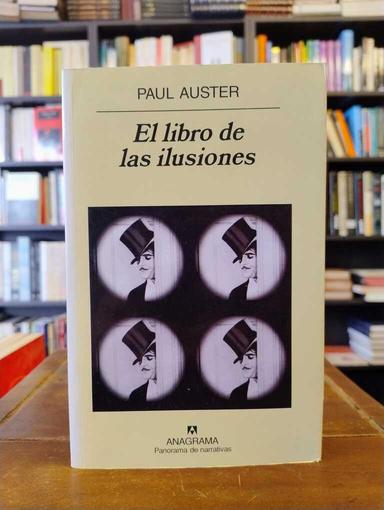 PAUL AUSTER
El libro de
las ilusiones
ANAGRAMA
Panorama de narrativas